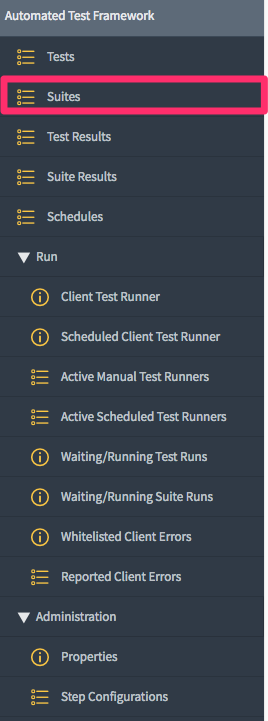 Automated Test Framework
Tests
Suites
Test Results
Suite Results
Schedules
Run
Client Test Runner
Scheduled Client Test Runner
Active Manual Test Runners
Active Scheduled Test Runners
Waiting/Running Test Runs
Waiting/Running Suite Runs
Whitelisted Client Errors
Reported Client Errors
Administration
Properties
Step Configurations